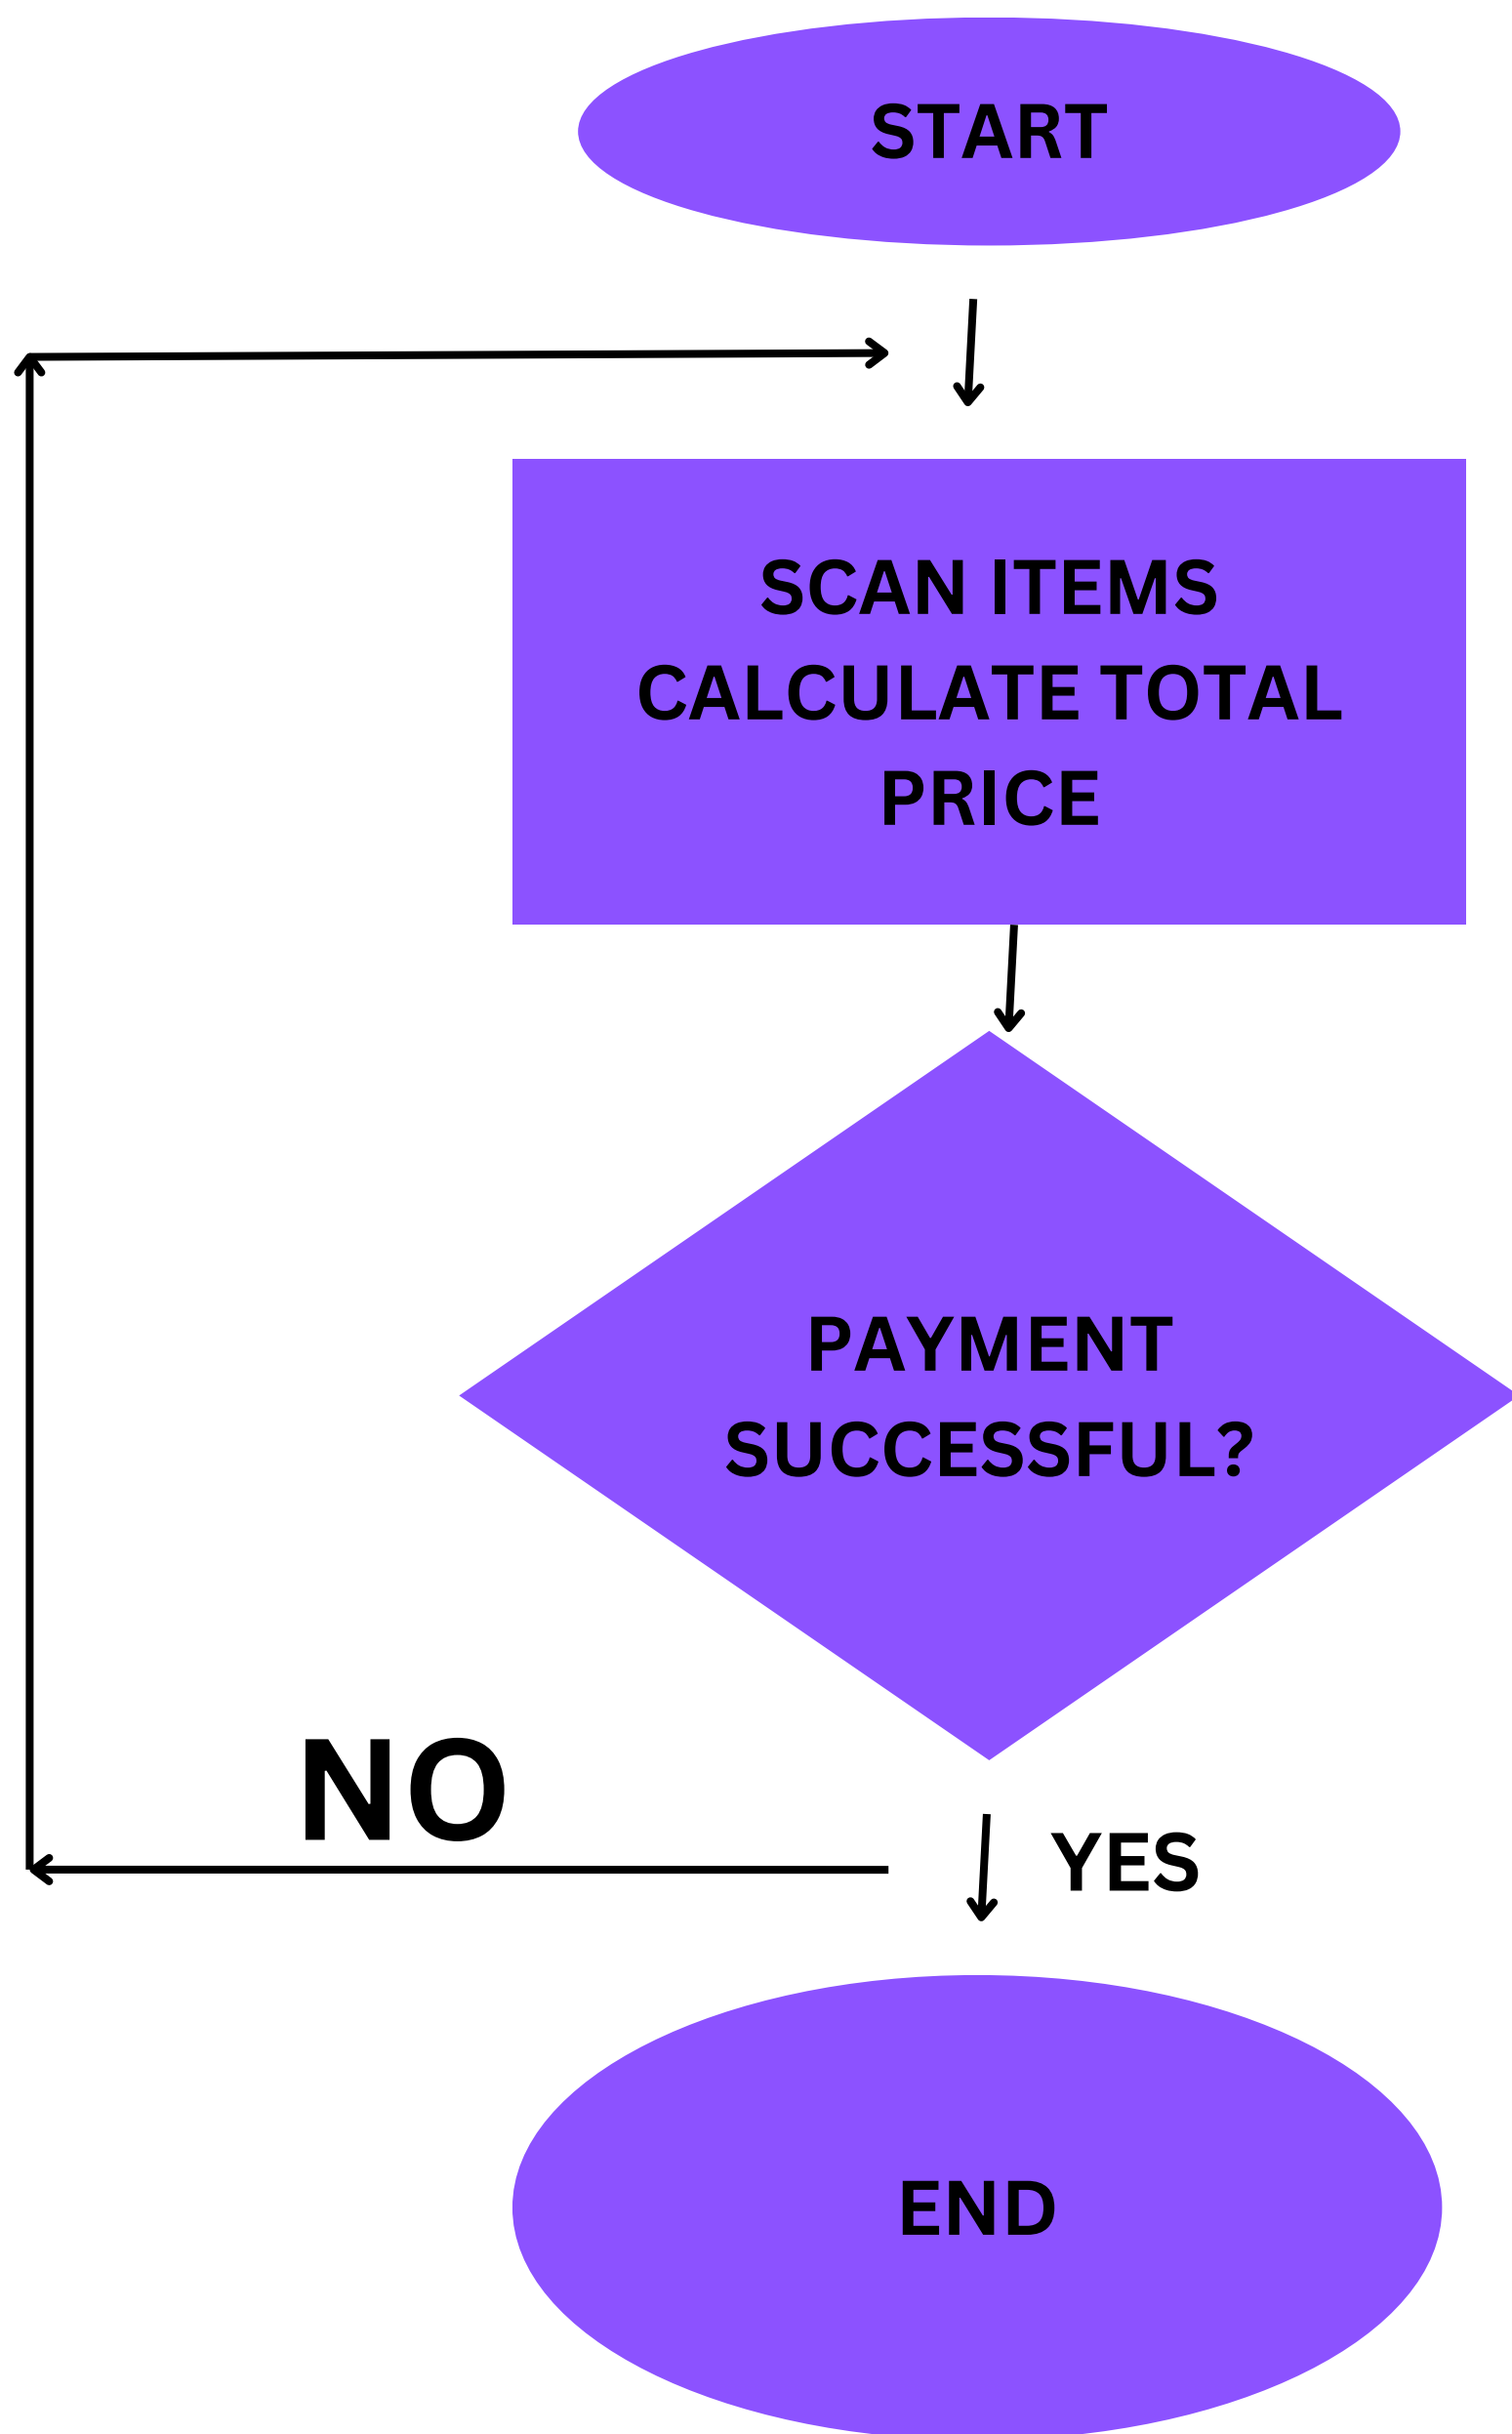 START
SCAN ITEMS
CALCULATE TOTAL
PRICE
PAYMENT
SUCCESSFUL?
NO
YES
END